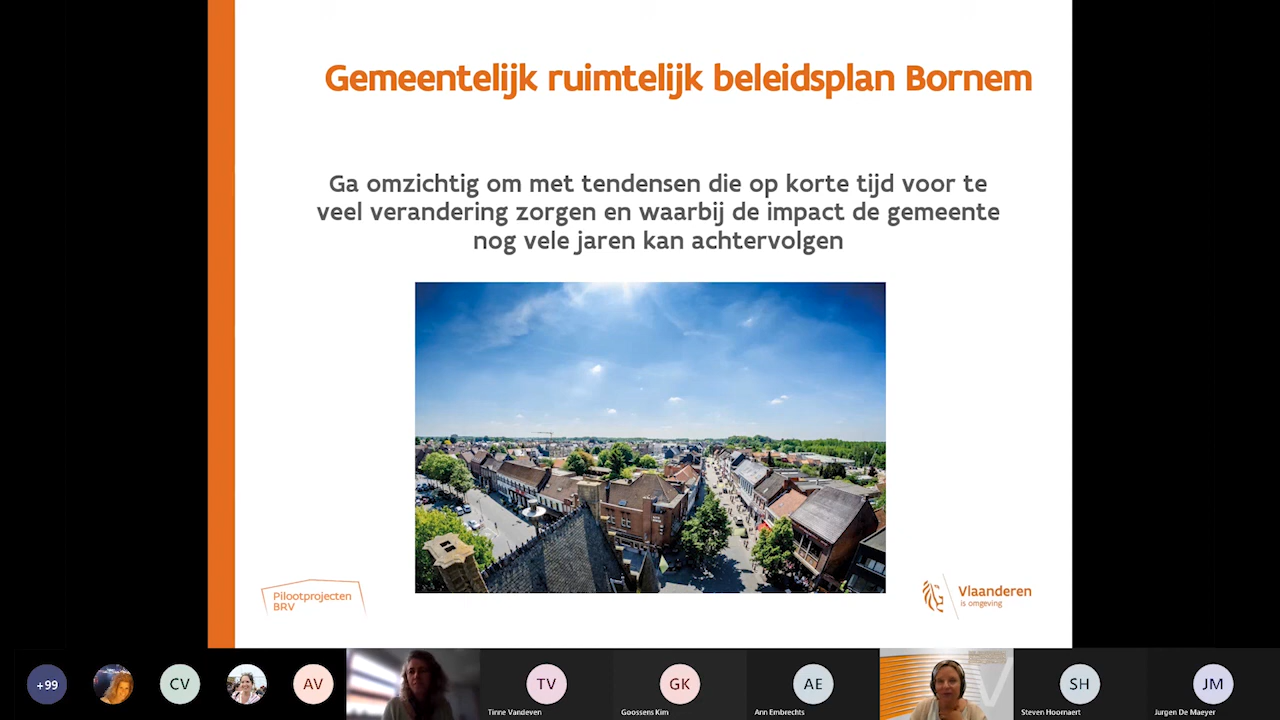 Gemeentelijk ruimtelijk beleidsplan Bornem
Ga omzichtig om met tendensen die op korte tijd voor te
veel verandering zorgen en waarbij de impact de gemeente
nog vele jaren kan achtervolgen
Pilootprojecten
BRV
Vlaanderen
is omgeving
+99
CV
AV
TV
GK
AE
SH
JM
Tinne Vandeven
Goossens Kim
Ann Embrechts
Steven Hoornaert
Jurgen De Maeyer